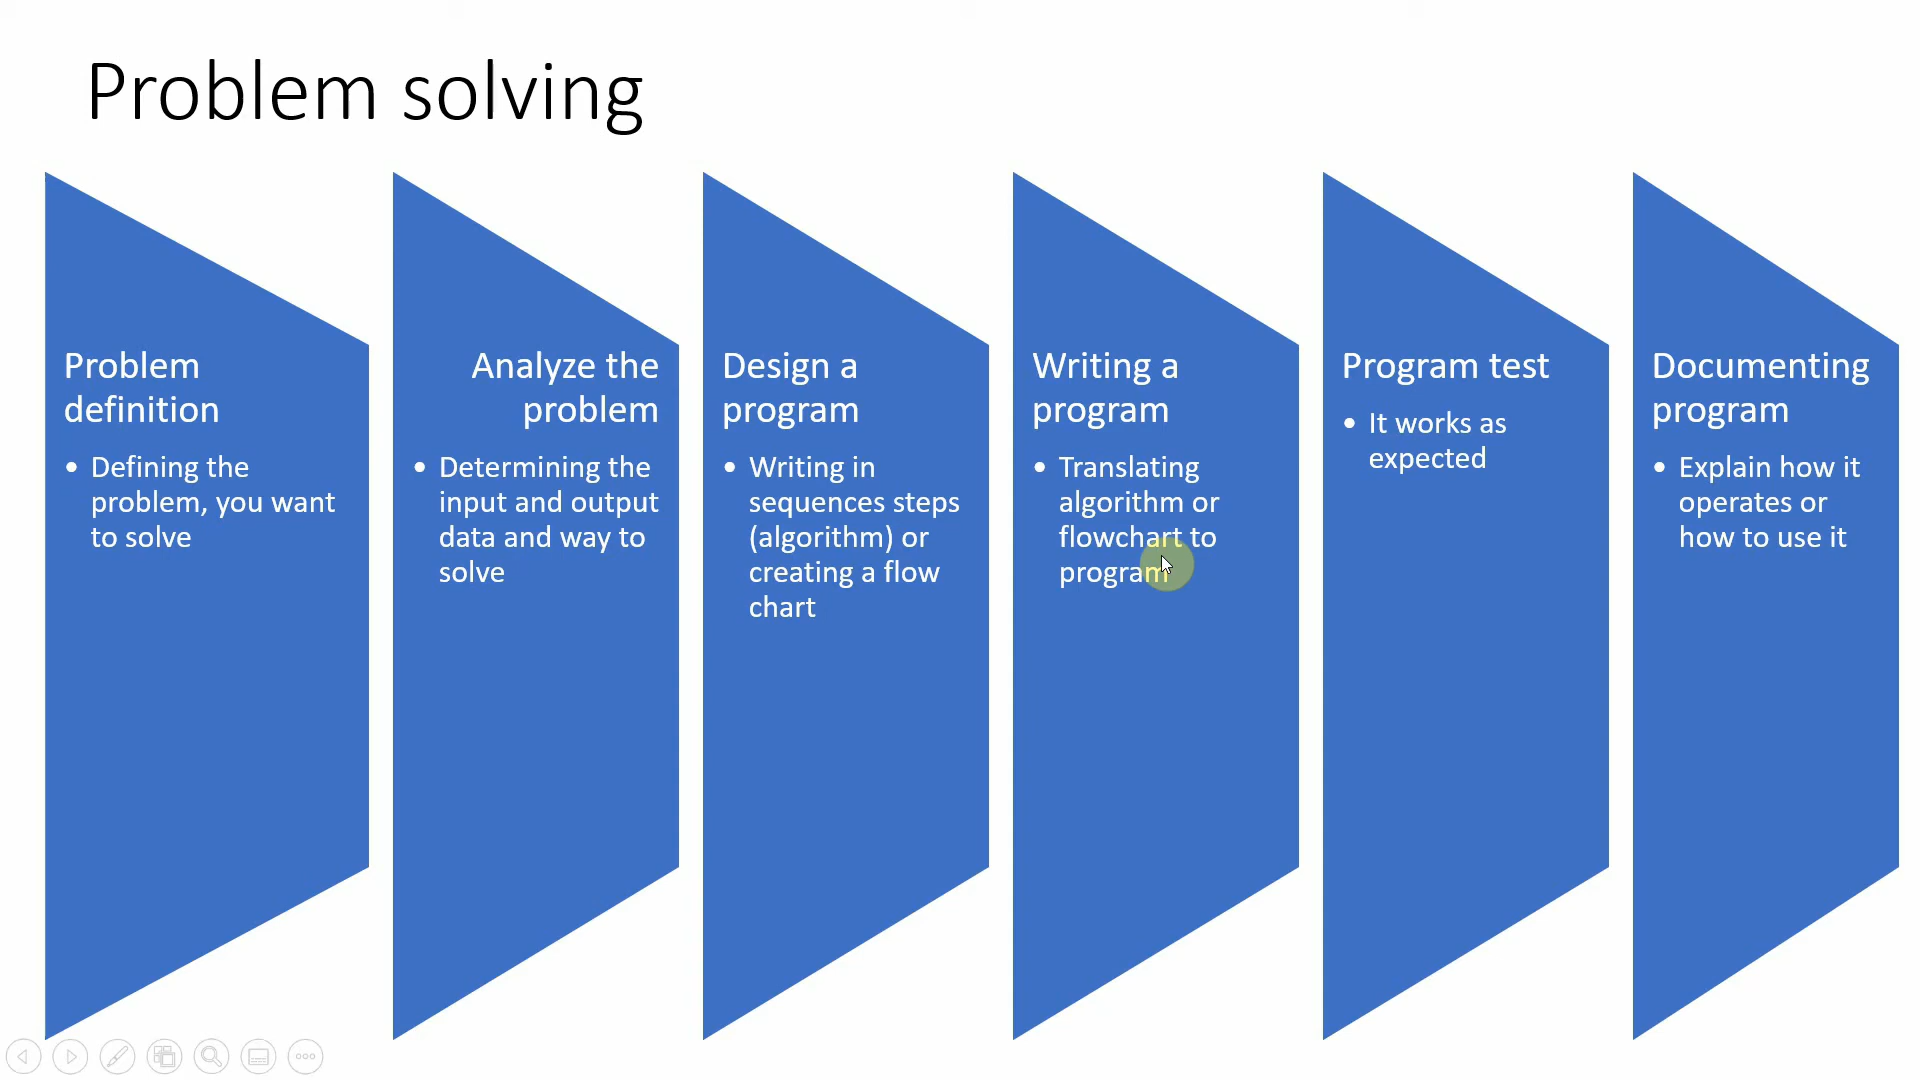 Problem solving
Problem
definition
• Defining the
problem, you want
to solve
Analyze the
problem
• Determining the
input and output
data and way to
solve
Design a
program
• Writing in
sequences steps
(algorithm) or
creating a flow
chart
Writing a
program
• Translating
algorithm or
flowchart to
program
Program test
• It works as
expected
Documenting
program
• Explain how it
operates or
how to use it